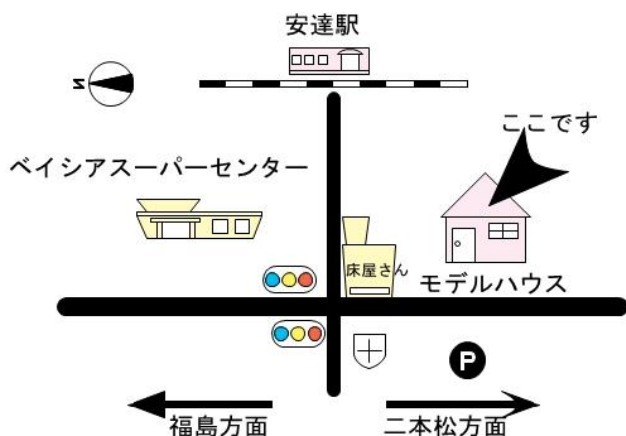 安達駅
N
ここです
ベイシアスーパーセンター
床屋さん
モデルハウス
P
福島方面
二本松方面